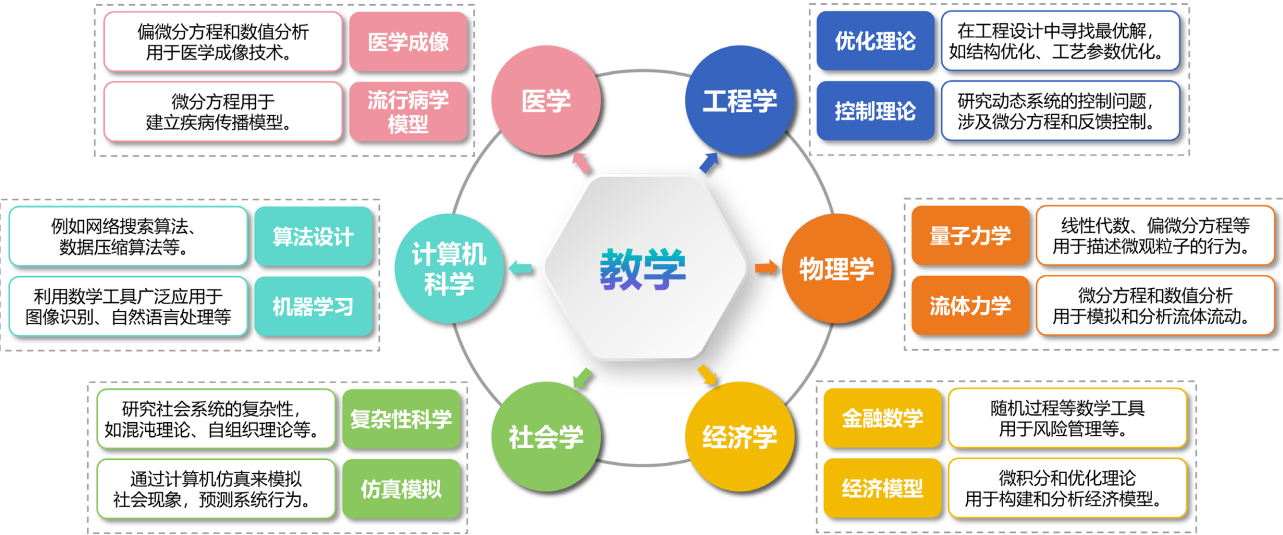 偏微分方程和数值分析
用于医学成像技术。
医学成像
微分方程用于
建立疾病传播模型。
流行病学
模型
医学
工程学
优化理论
在工程设计中寻找最优解，
如结构优化、工艺参数优化。
控制理论
研究动态系统的控制问题，
涉及微分方程和反馈控制。
例如网络搜索算法、
数据压缩算法等。
算法设计
利用数学工具广泛应用于
图像识别、自然语言处理等
机器学习
计算机
科学
教学
物理学
量子力学
线性代数、偏微分方程等
用于描述微观粒子的行为。
流体力学
微分方程和数值分析
用于模拟和分析流体流动。
研究社会系统的复杂性，
如混沌理论、自组织理论等。
复杂性科学
通过计算机仿真来模拟
社会现象，预测系统行为。
仿真模拟
社会学
经济学
金融数学
随机过程等数学工具
用于风险管理等。
经济模型
微积分和优化理论
用于构建和分析经济模型。